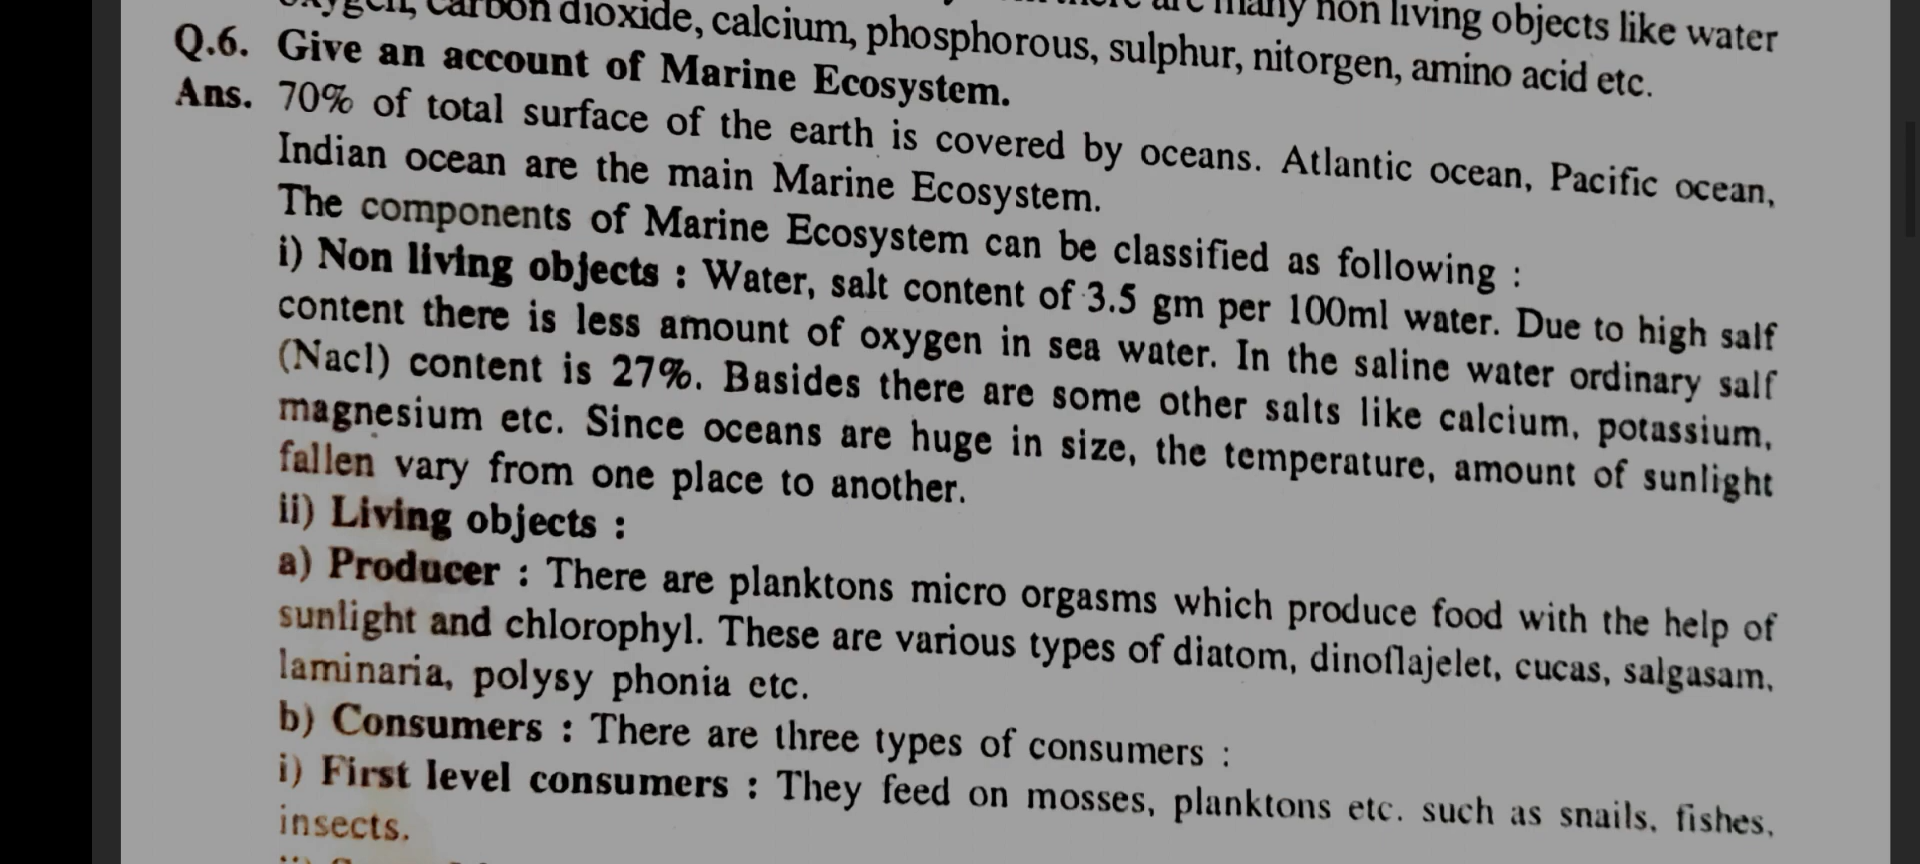 oxygen, carbon dioxide, calcium, phosphorous, sulphur, nitorgen, amino acid etc.
many non living objects like water
Q.6. Give an account of Marine Ecosystem.
Ans. 70% of total surface of the earth is covered by oceans. Atlantic ocean, Pacific ocean,
Indian ocean are the main Marine Ecosystem.
The components of Marine Ecosystem can be classified as following :
i) Non living objects : Water, salt content of 3.5 gm per 100ml water. Due to high salf
content there is less amount of oxygen in sea water. In the saline water ordinary salf
(Nacl) content is 27%. Basides there are some other salts like calcium, potassium,
magnesium etc. Since oceans are huge in size, the temperature, amount of sunlight
fallen vary from one place to another.
ii) Living objects :
a) Producer : There are planktons micro orgasms which produce food with the help of
sunlight and chlorophyl. These are various types of diatom, dinoflajelet, cucas, salgasam,
laminaria, polysy phonia etc.
b) Consumers : There are three types of consumers :
i) First level consumers : They feed on mosses, planktons etc. such as snails, fishes,
insects.